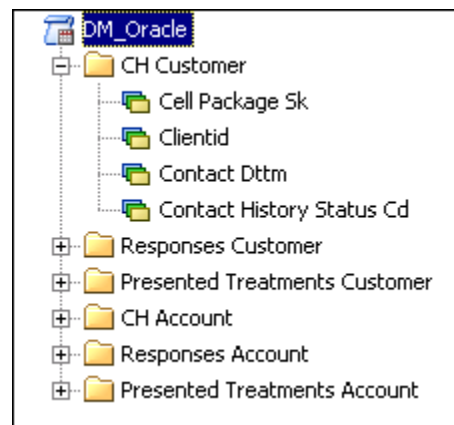 DM_Oracle
CH Customer
Cell Package Sk
Clientid
Contact Dttm
Contact History Status Cd
Responses Customer
Presented Treatments Customer
CH Account
Responses Account
Presented Treatments Account